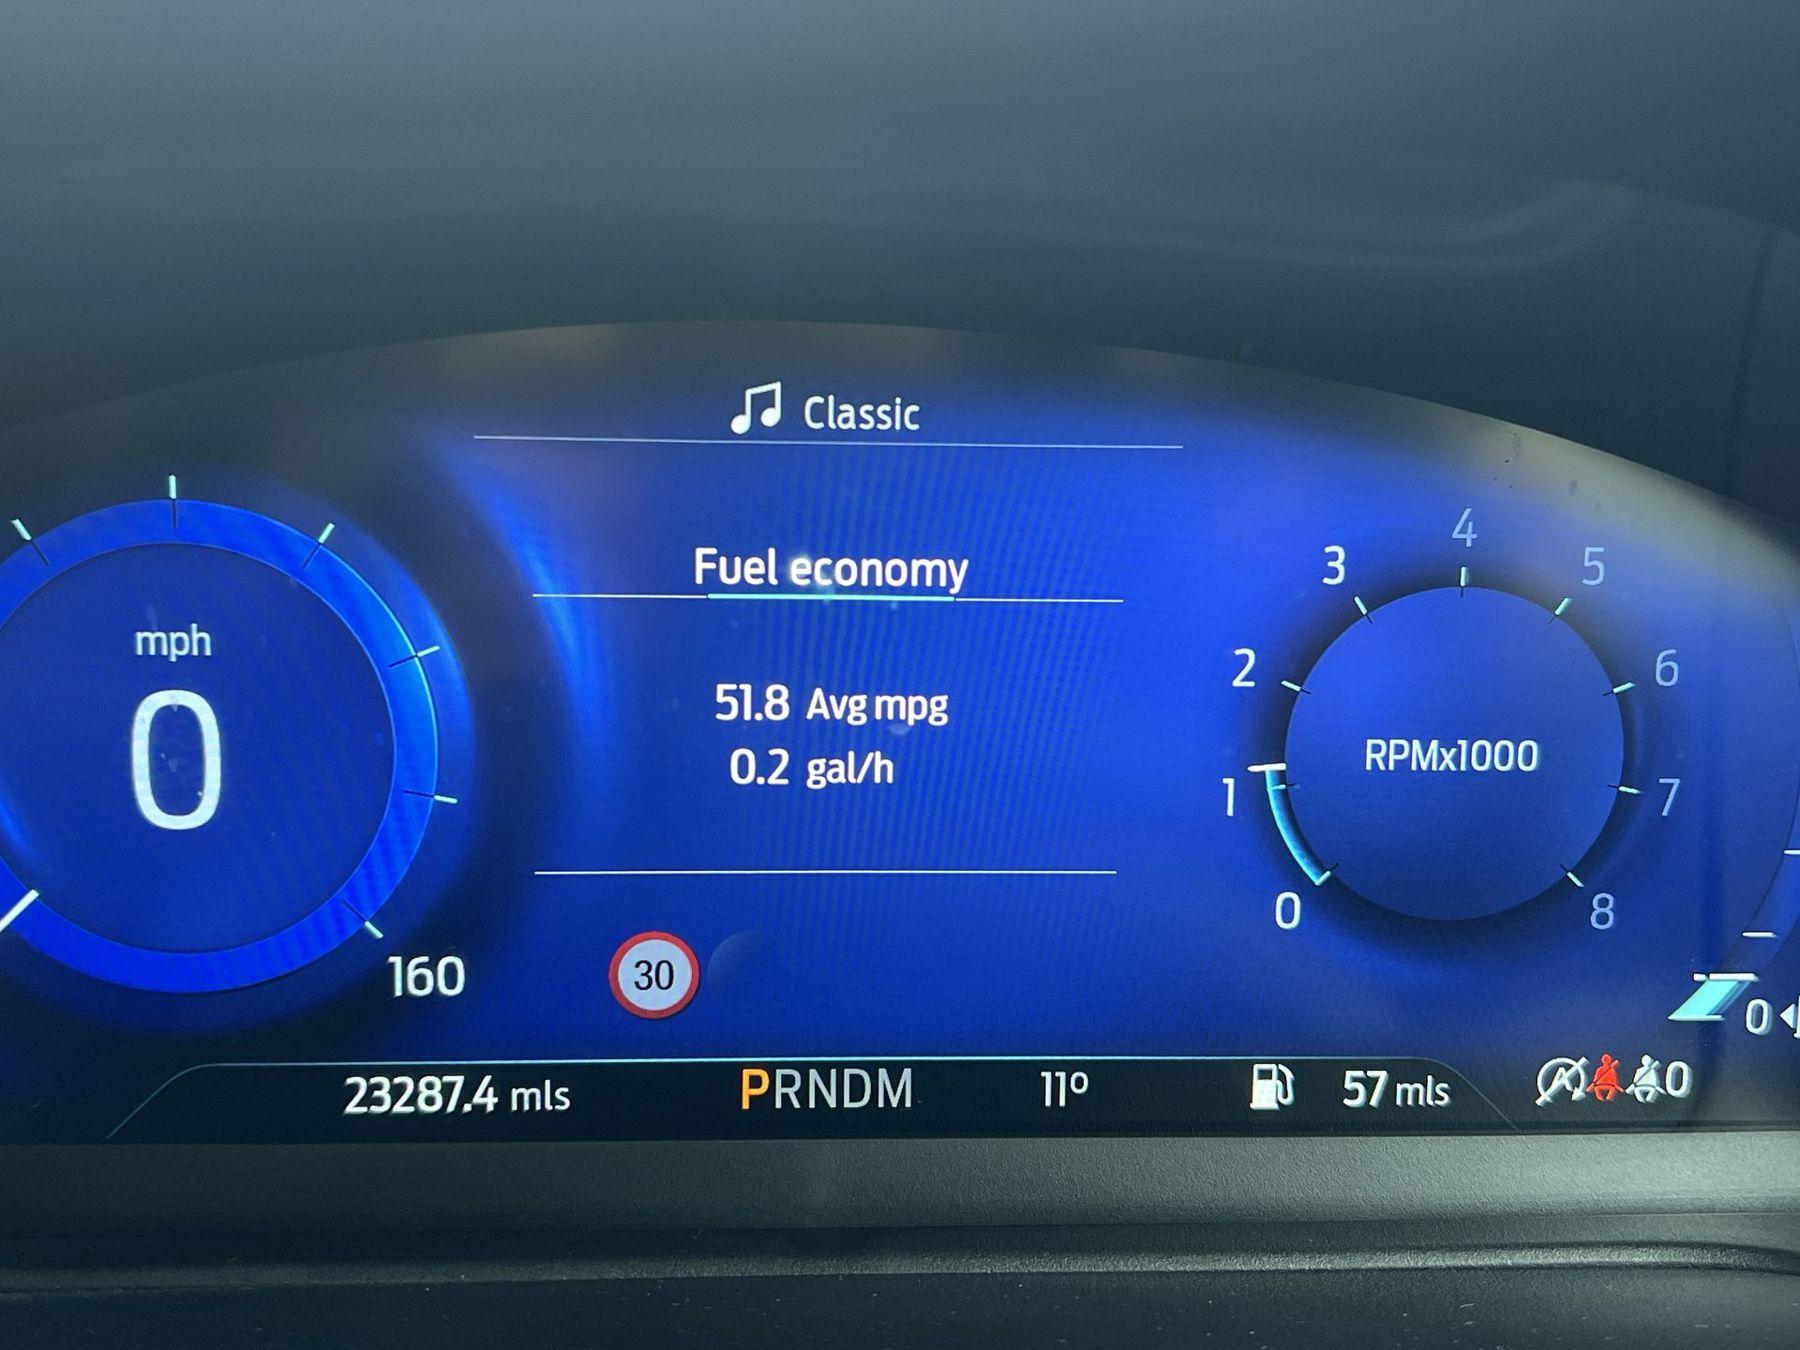 Classic
Fuel economy
51.8 Avg mpg
0.2 gal/h
mph
0
160
30
0
1
2
3
4
5
6
7
8
RPMx1000
0
23287.4 mls
PRNDM
11º
57 mls
0